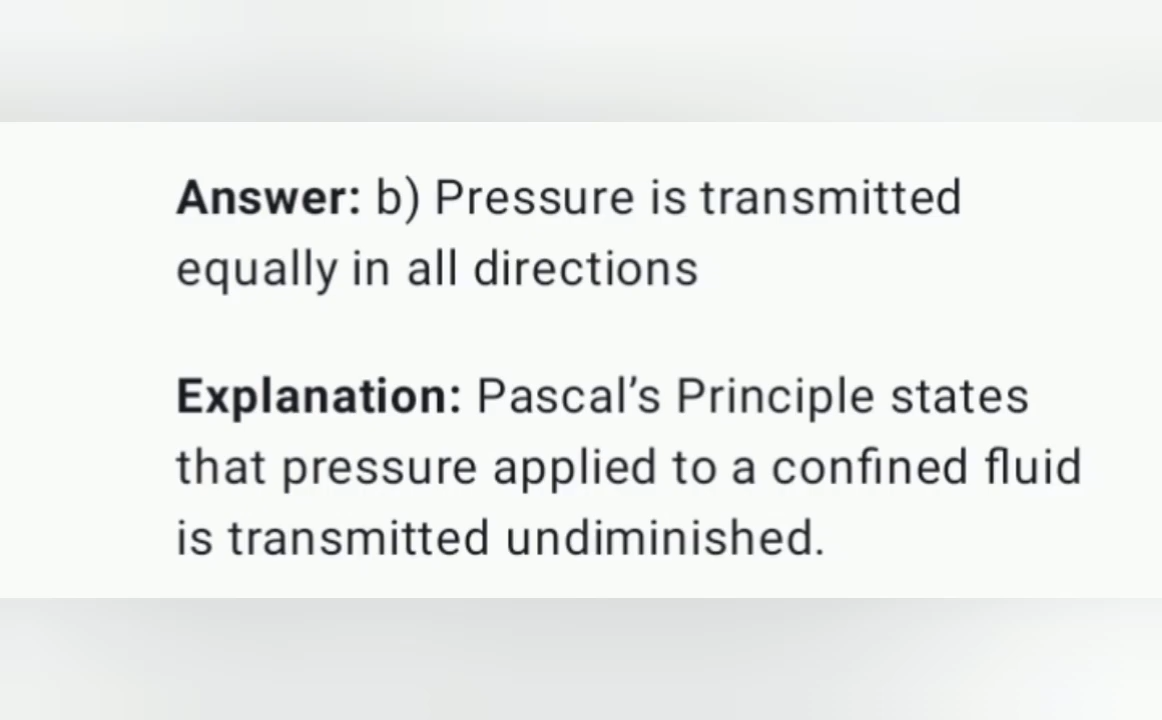 Answer: b) Pressure is transmitted
equally in all directions
Explanation: Pascal’s Principle states
that pressure applied to a confined fluid
is transmitted undiminished.